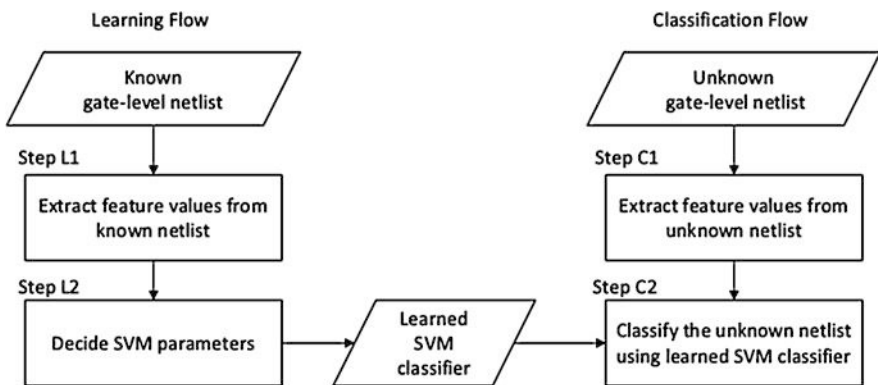 Learning Flow
Known
gate-level netlist
Step L1
Extract feature values from
known netlist
Step L2
Decide SVM parameters
Learned
SVM
classifier
Classification Flow
Unknown
gate-level netlist
Step C1
Extract feature values from
unknown netlist
Step C2
Classify the unknown netlist
using learned SVM classifier